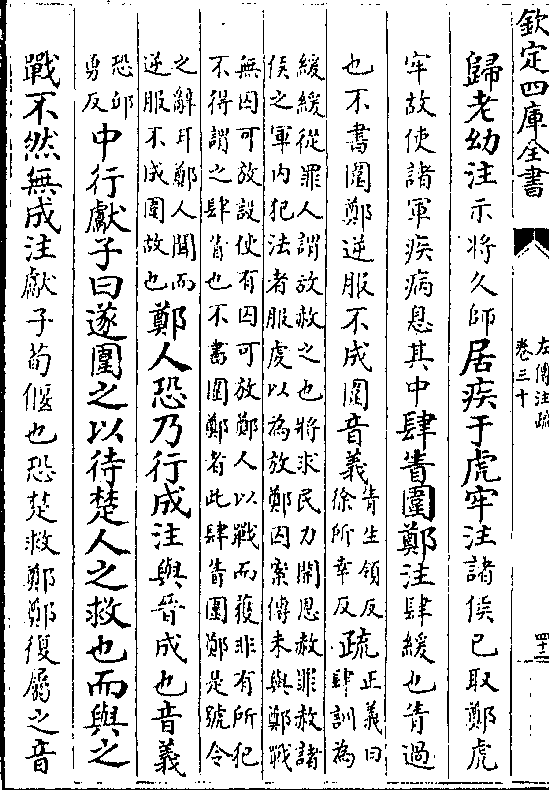 欽定四庫全書
左傳注疏
卷三十
歸老幼注示將久師居疾于虎牢注諸侯已取鄭虎
牢故使諸軍疾病息其中肆眚圍鄭注肆緩也眚過
也不書圍鄭逆服不成圍音義眚生領反
徐所幸反疏正義曰
肆訓為
緩緩從罪人謂故赦之也將求民力開恩赦罪赦諸
侯之軍内犯法者服虔以為放鄭囚案傳未與鄭戰
無囚可放設使有囚可放鄭人以戰而獲非有所犯
不得謂之肆眚也不書圍鄭者此肆眚圍鄭是號令
之辭耳鄭人聞而
逆服不成圍故也鄭人恐乃行成注與晉成也音義
恐邱
勇反中行獻子曰遂圍之以待楚人之救也而與之
戰不然無成注獻子荀偃也恐楚救鄭鄭復屬之音